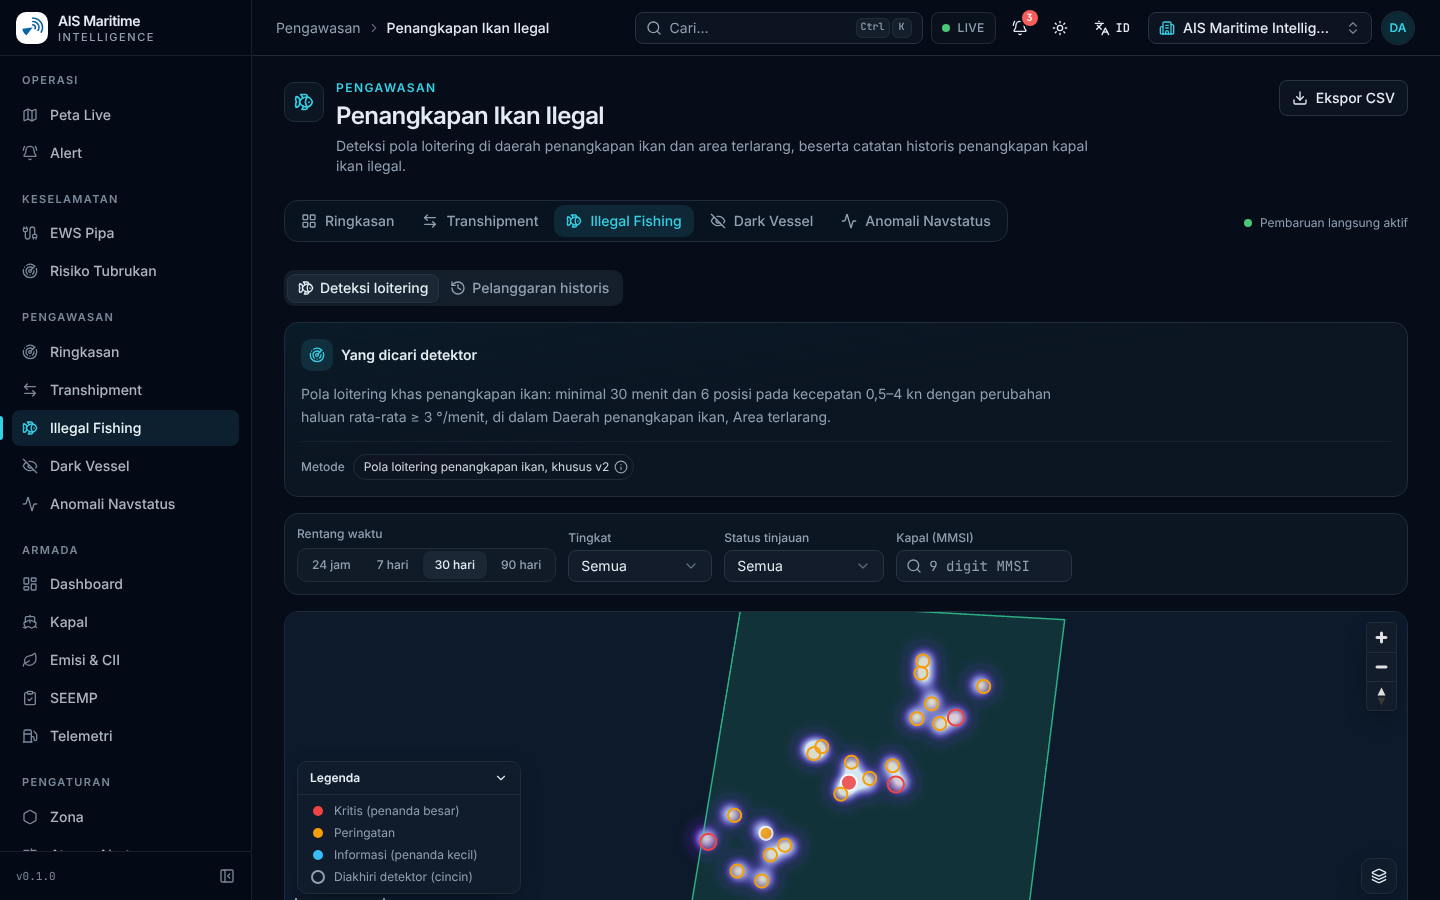 AIS Maritime
INTELLIGENCE
OPERASI
Peta Live
Alert
KESELAMATAN
EWS Pipa
Risiko Tubrukan
PENGAWASAN
Ringkasan
Transhipment
Illegal Fishing
Dark Vessel
Anomali Navstatus
ARMADA
Dashboard
Kapal
Emisi & CII
SEEMP
Telemetri
PENGATURAN
Zona
v0.1.0
Pengawasan > Penangkapan Ikan Ilegal
Cari... Ctrl K
LIVE
3
ID
AIS Maritime Intellig...
DA
PENGAWASAN
Penangkapan Ikan Ilegal
Deteksi pola loitering di daerah penangkapan ikan dan area terlarang, beserta catatan historis penangkapan kapal
ikan ilegal.
Ekspor CSV
Ringkasan Transhipment Illegal Fishing Dark Vessel Anomali Navstatus
Pembaruan langsung aktif
Deteksi loitering Pelanggaran historis
Yang dicari detektor
Pola loitering khas penangkapan ikan: minimal 30 menit dan 6 posisi pada kecepatan 0,5–4 kn dengan perubahan
haluan rata-rata ≥ 3 °/menit, di dalam Daerah penangkapan ikan, Area terlarang.
Metode Pola loitering penangkapan ikan, khusus v2
Rentang waktu
24 jam 7 hari 30 hari 90 hari
Tingkat
Semua
Status tinjauan
Semua
Kapal (MMSI)
9 digit MMSI
Legenda
Kritis (penanda besar)
Peringatan
Informasi (penanda kecil)
Diakhiri detektor (cincin)